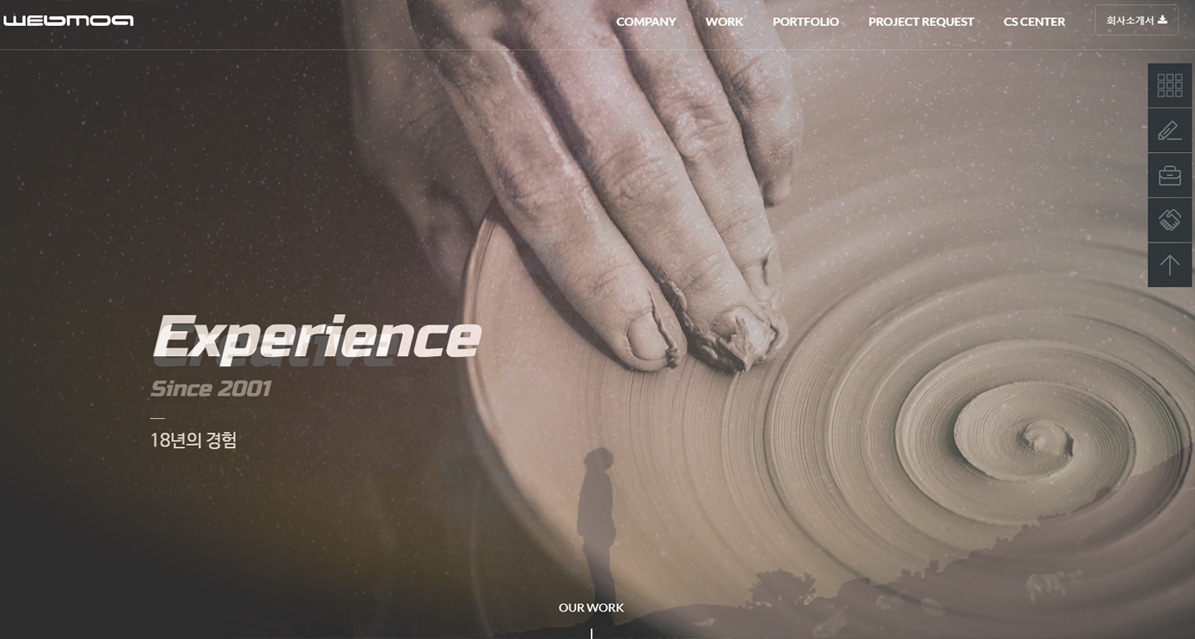 webmoa
COMPANY WORK PORTFOLIO PROJECT REQUEST CS CENTER 회사소개서
Experience
Creative
Since 2001
18년의 경험
OUR WORK